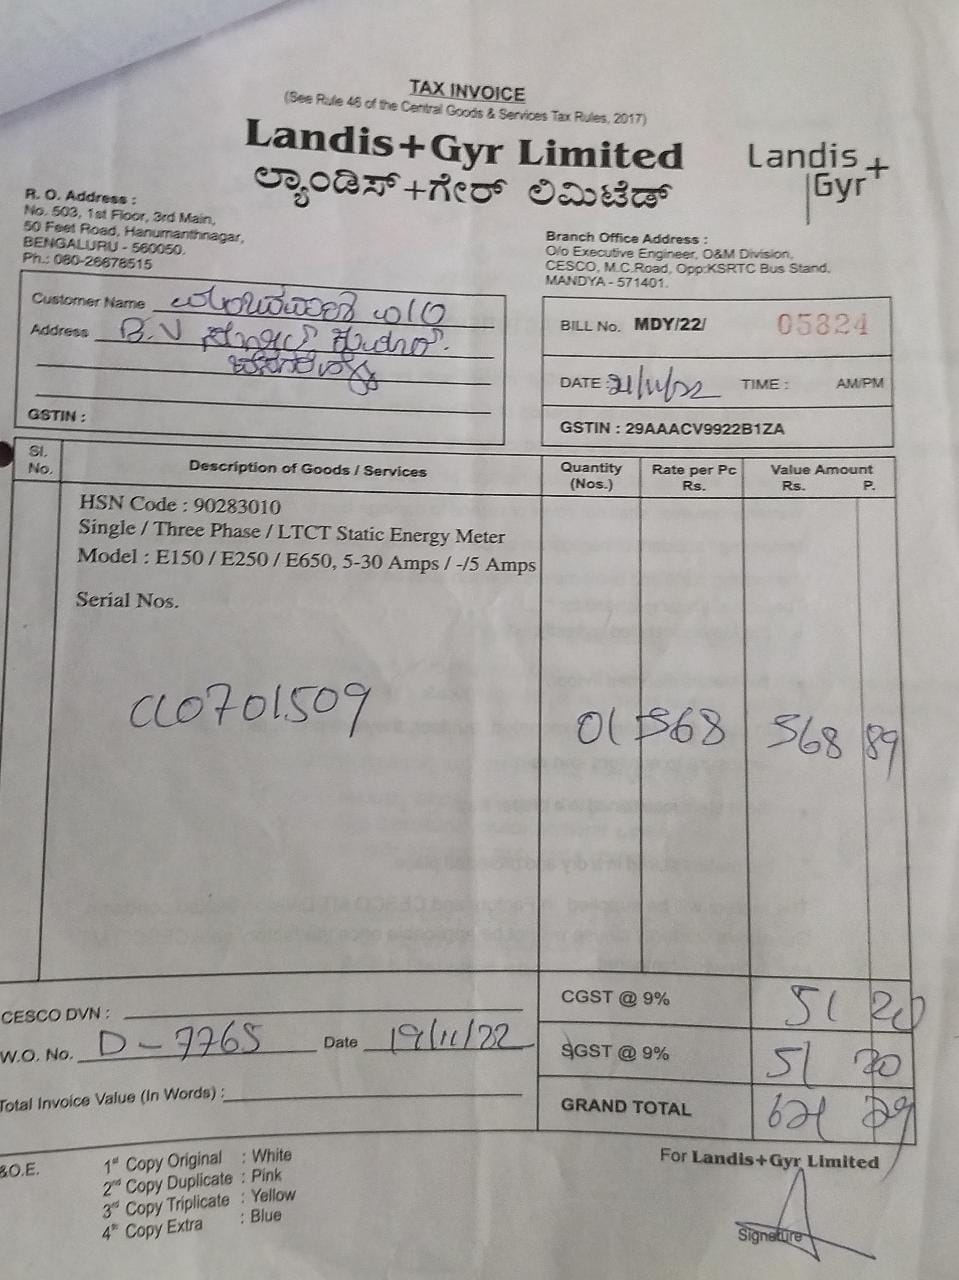 TAX INVOICE
(See Rule 46 of the Central Goods & Services Tax Rules, 2017)
Landis+Gyr Limited
ಲ್ಯಾಂಡಿಸ್+ಗೇರ್ ಲಿಮಿಟೆಡ್
Landis+
Gyr
R. O. Address :
No. 503, 1st Floor, 3rd Main,
50 Feet Road, Hanumanthnagar,
BENGALURU - 560050.
Ph.: 080-26678515
Branch Office Address :
O/o Executive Engineer, O&M Division,
CESCO, M.C.Road, Opp:KSRTC Bus Stand,
MANDYA - 571401.
Customer Name
Address B.V
GSTIN :
BILL No. MDY/22/ 05824
DATE : 21/11/22 TIME : AM/PM
GSTIN : 29AAACV9922B1ZA
Sl. No. Description of Goods / Services Quantity (Nos.) Rate per Pc Rs. Value Amount Rs. P.
HSN Code : 90283010
Single / Three Phase / LTCT Static Energy Meter
Model : E150 / E250 / E650, 5-30 Amps / -/5 Amps
Serial Nos.
0701509 01 568 568 89
CGST @ 9% 51 20
CESCO DVN :
W.O. No. D-7765 Date 19/11/22
SGST @ 9% 51 20
Total Invoice Value (In Words) :
GRAND TOTAL 621 29
&O.E.
1st Copy Original : White
2nd Copy Duplicate : Pink
3rd Copy Triplicate : Yellow
4th Copy Extra : Blue
For Landis+Gyr Limited
Signeture